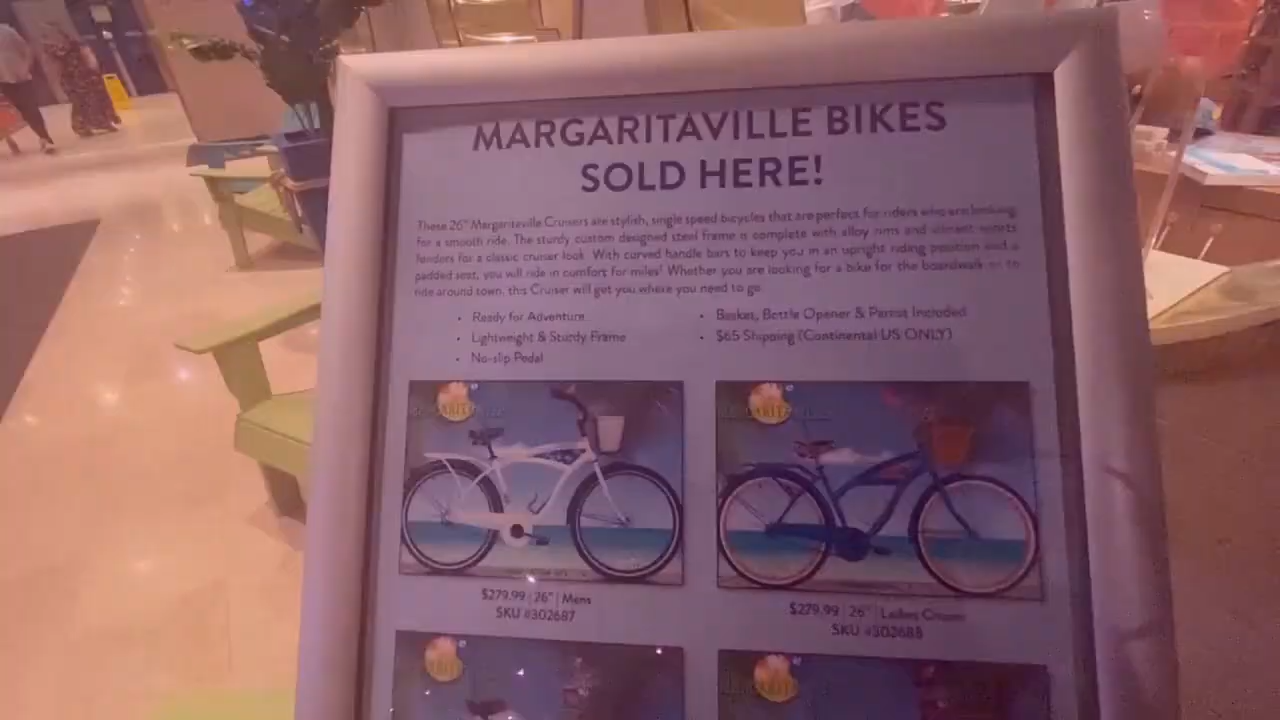 MARGARITAVILLE BIKES
SOLD HERE!
These 26" Margaritaville Cruisers are stylish, single speed bicycles that are perfect for riders who are looking
for a smooth ride. The sturdy custom designed steel frame is complete with alloy rims and vibrant resorts
fenders for a classic cruiser look. With curved handle bars to keep you in an upright riding position and a
padded seat, you will ride in comfort for miles! Whether you are looking for a bike for the boardwalk or to
ride around town, this Cruiser will get you where you need to go.
• Ready for Adventure
• Lightweight & Sturdy Frame
• No-slip Pedal
• Basket, Bottle Opener & Parrot Included
• $65 Shipping (Continental US ONLY)
$279.99 | 26" | Mens
SKU #302687
$279.99 | 26" | Ladies
SKU #302688